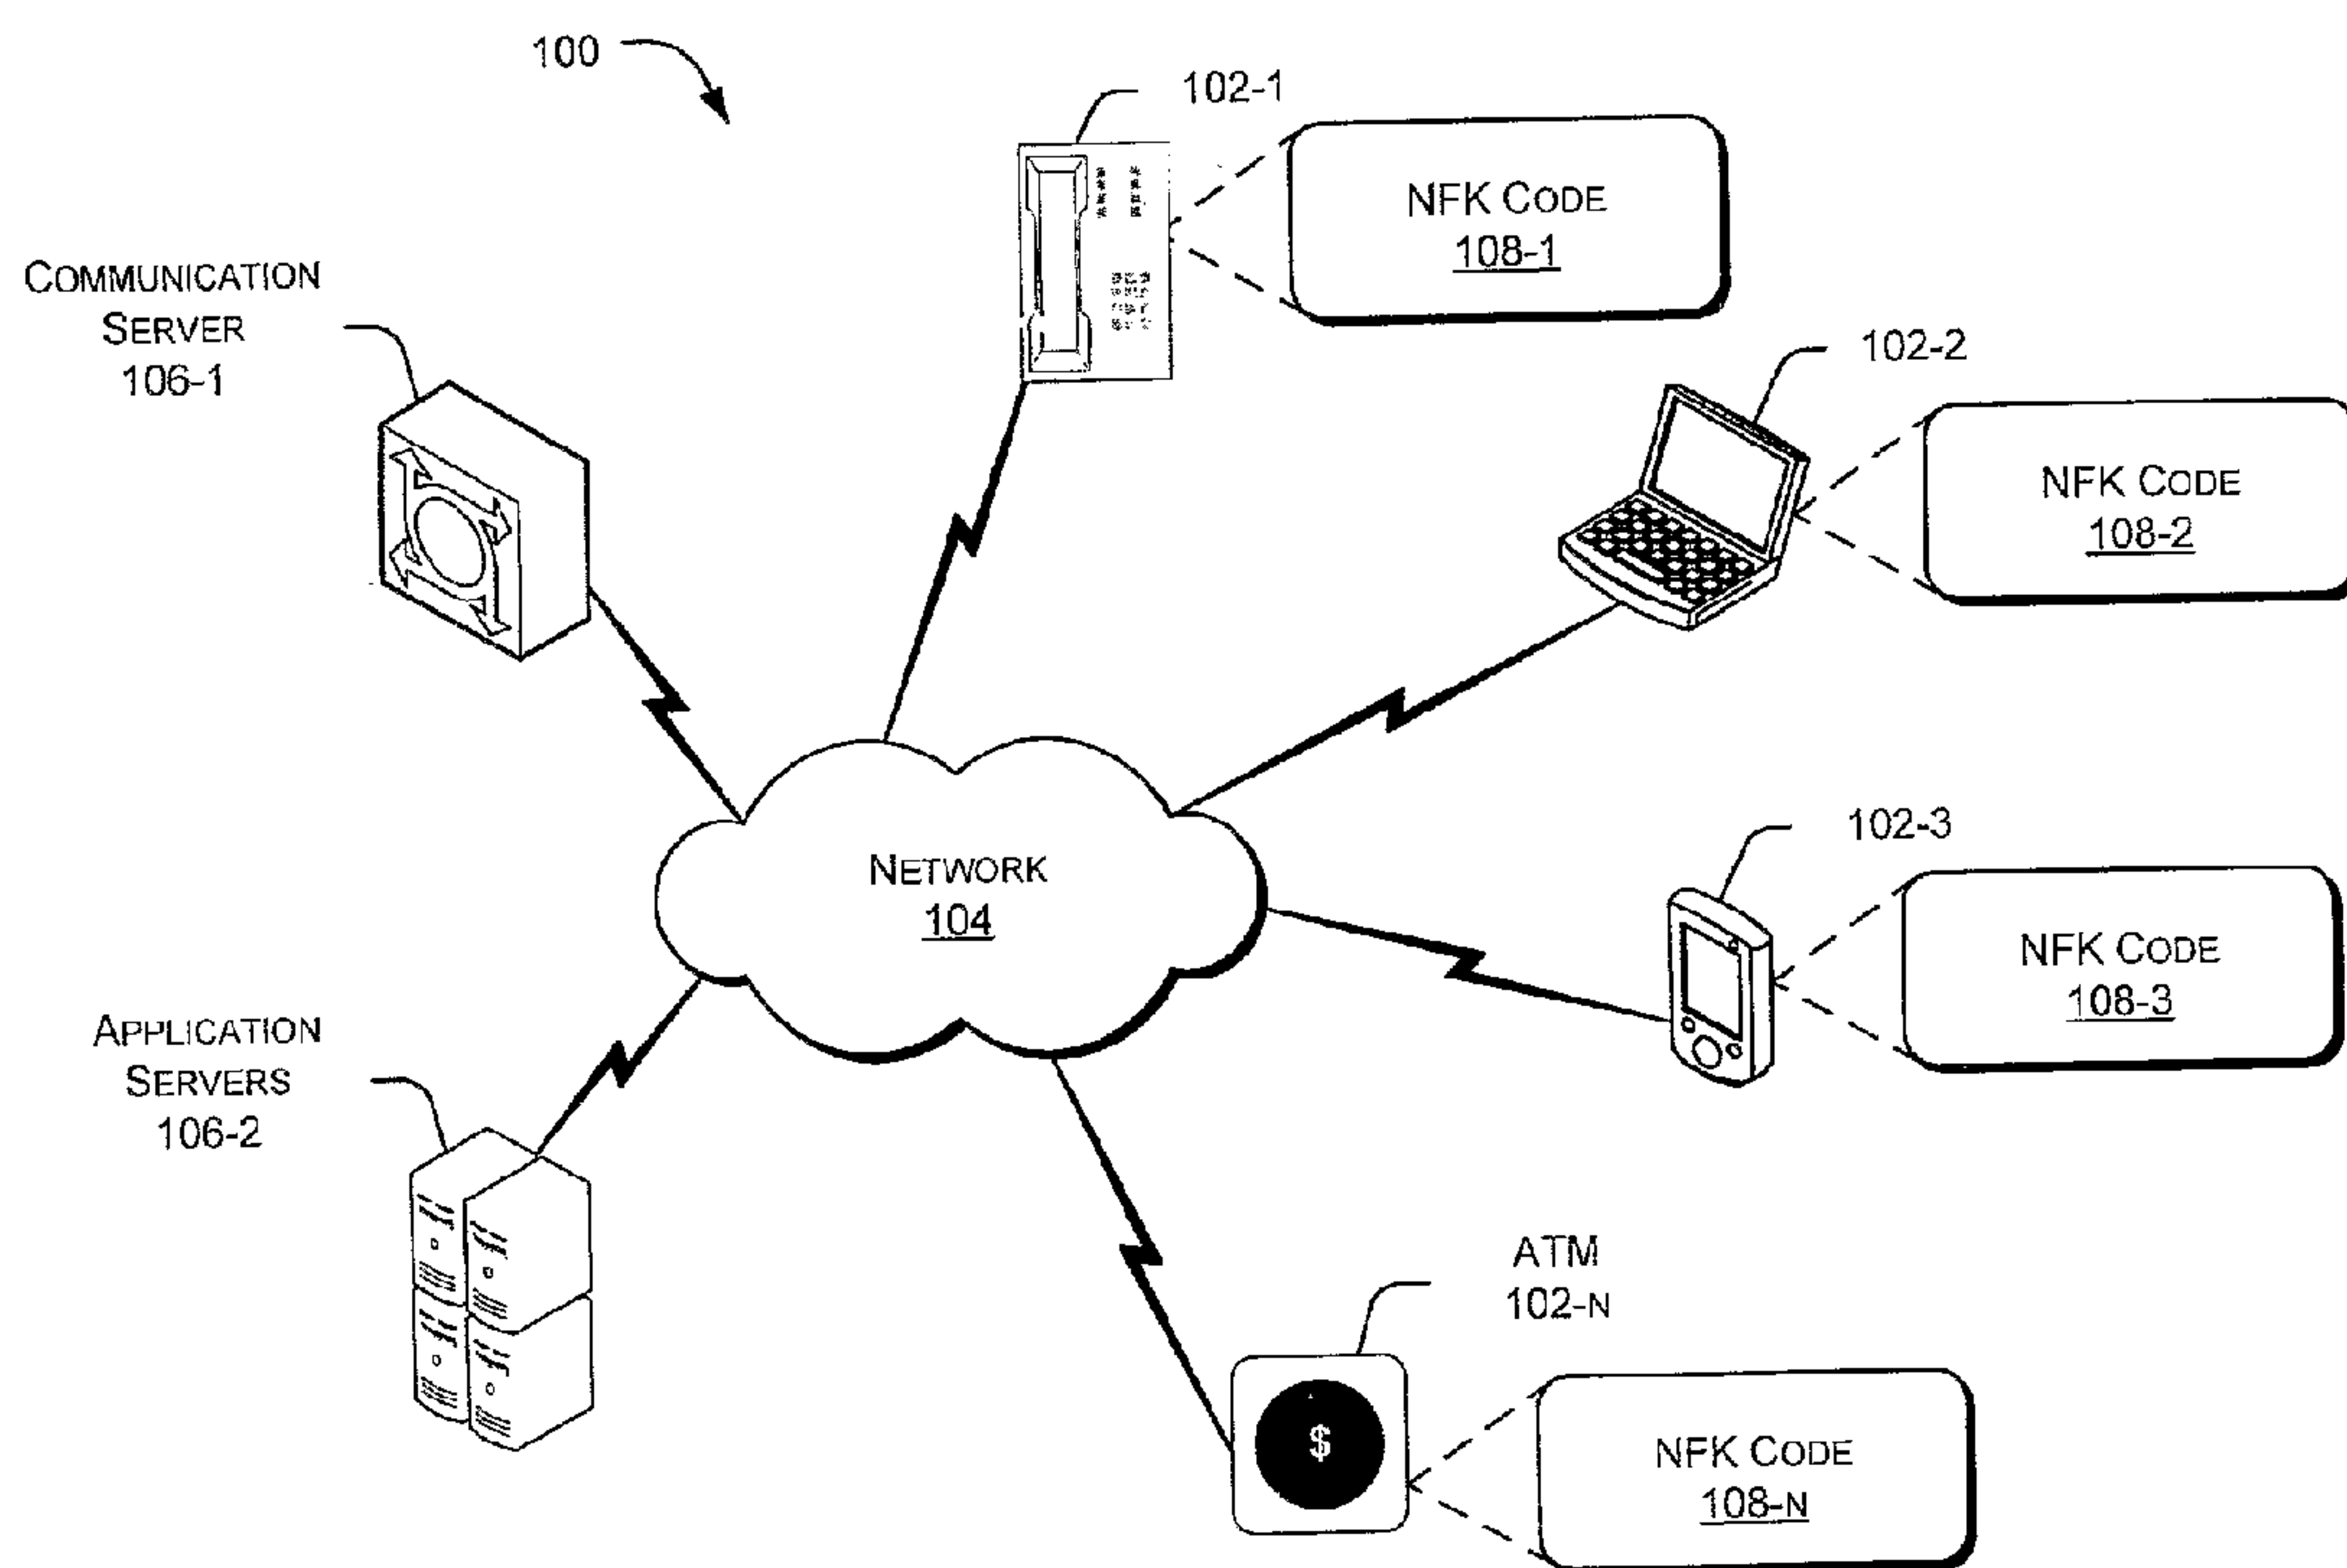 100
102-1
NFK CODE
108-1
COMMUNICATION
SERVER
106-1
102-2
NFK CODE
108-2
102-3
NETWORK
104
NFK CODE
108-3
APPLICATION
SERVERS
106-2
ATM
102-N
$
NFK CODE
108-N